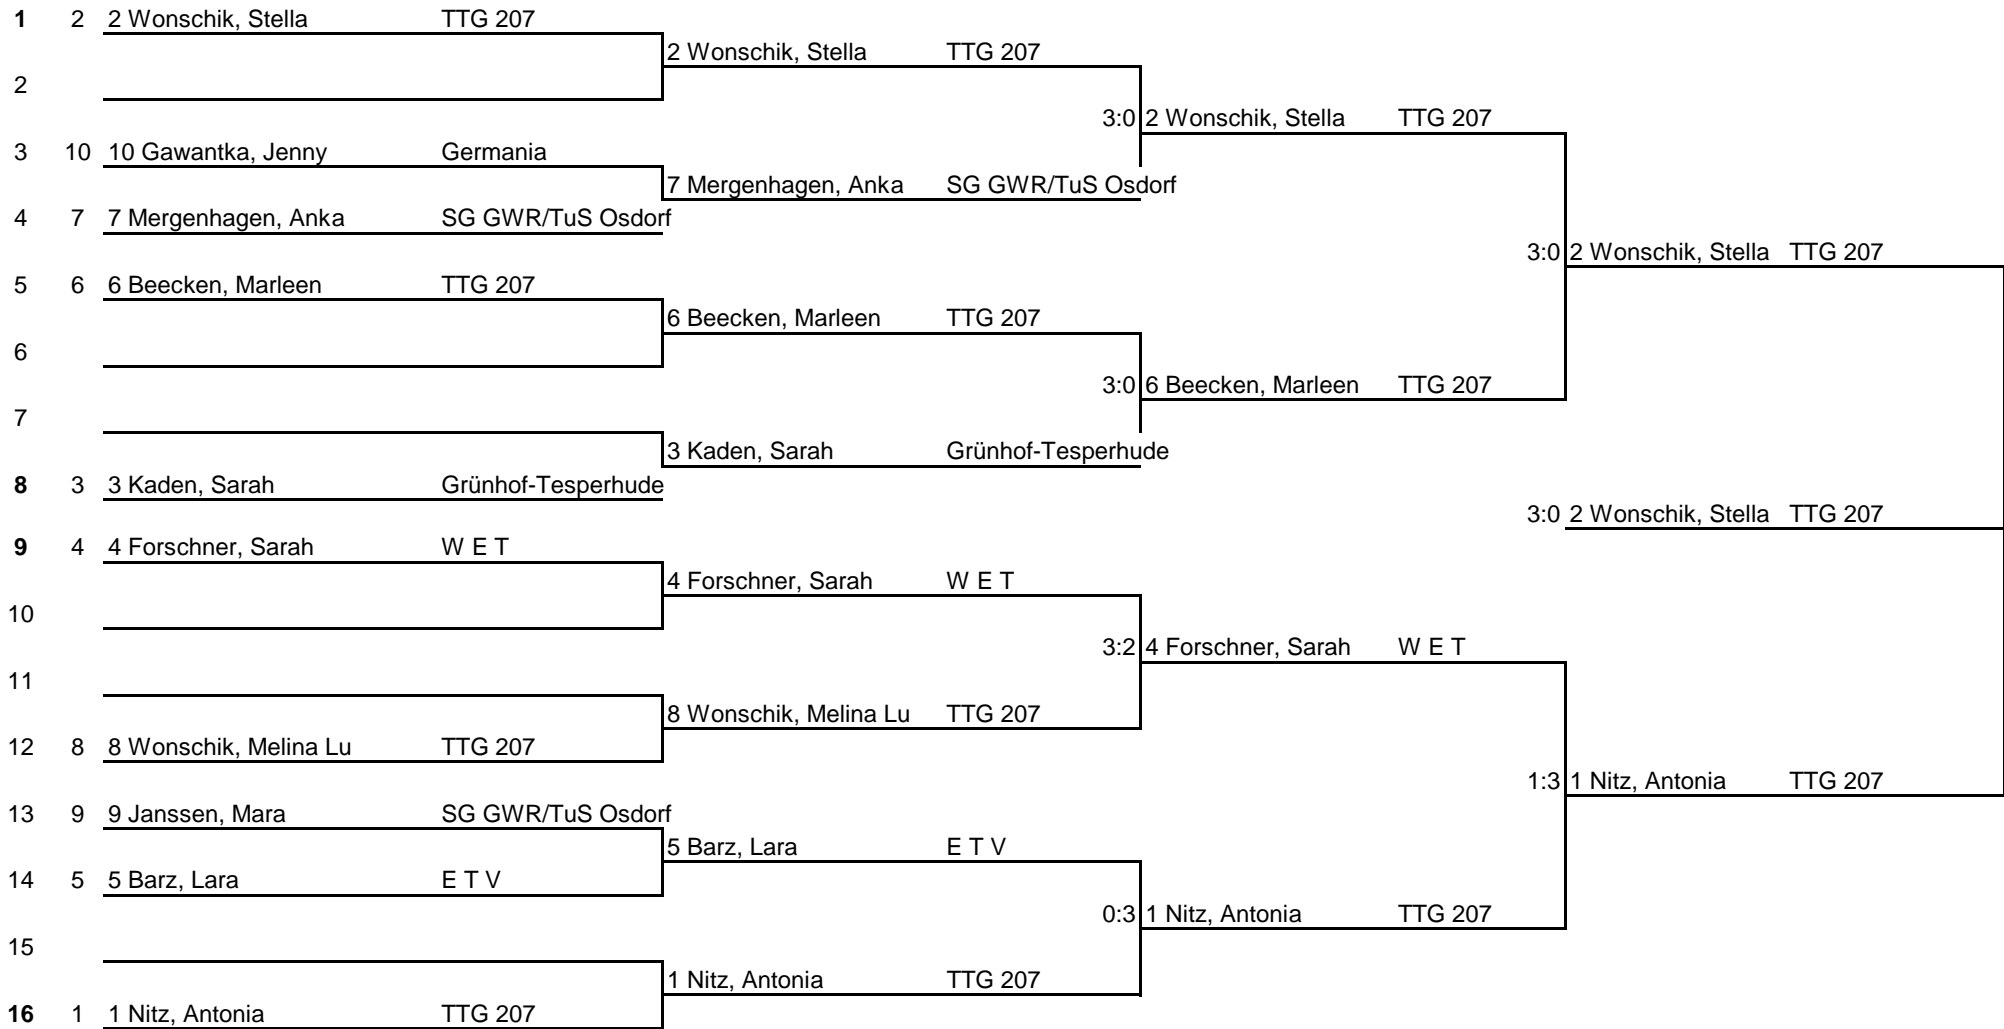 1 2 2 Wonschik, Stella TTG 207
2 Wonschik, Stella TTG 207
2
3:0 2 Wonschik, Stella TTG 207
3 10 10 Gawantka, Jenny Germania
7 Mergenhagen, Anka SG GWR/TuS Osdorf
4 7 7 Mergenhagen, Anka SG GWR/TuS Osdorf
3:0 2 Wonschik, Stella TTG 207
5 6 6 Beecken, Marleen TTG 207
6 Beecken, Marleen TTG 207
6
3:0 6 Beecken, Marleen TTG 207
7
3 Kaden, Sarah Grünhof-Tesperhude
8 3 3 Kaden, Sarah Grünhof-Tesperhude
3:0 2 Wonschik, Stella TTG 207
9 4 4 Forschner, Sarah W E T
4 Forschner, Sarah W E T
10
3:2 4 Forschner, Sarah W E T
11
8 Wonschik, Melina Lu TTG 207
12 8 8 Wonschik, Melina Lu TTG 207
1:3 1 Nitz, Antonia TTG 207
13 9 9 Janssen, Mara SG GWR/TuS Osdorf
5 Barz, Lara E T V
14 5 5 Barz, Lara E T V
0:3 1 Nitz, Antonia TTG 207
15
1 Nitz, Antonia TTG 207
16 1 1 Nitz, Antonia TTG 207